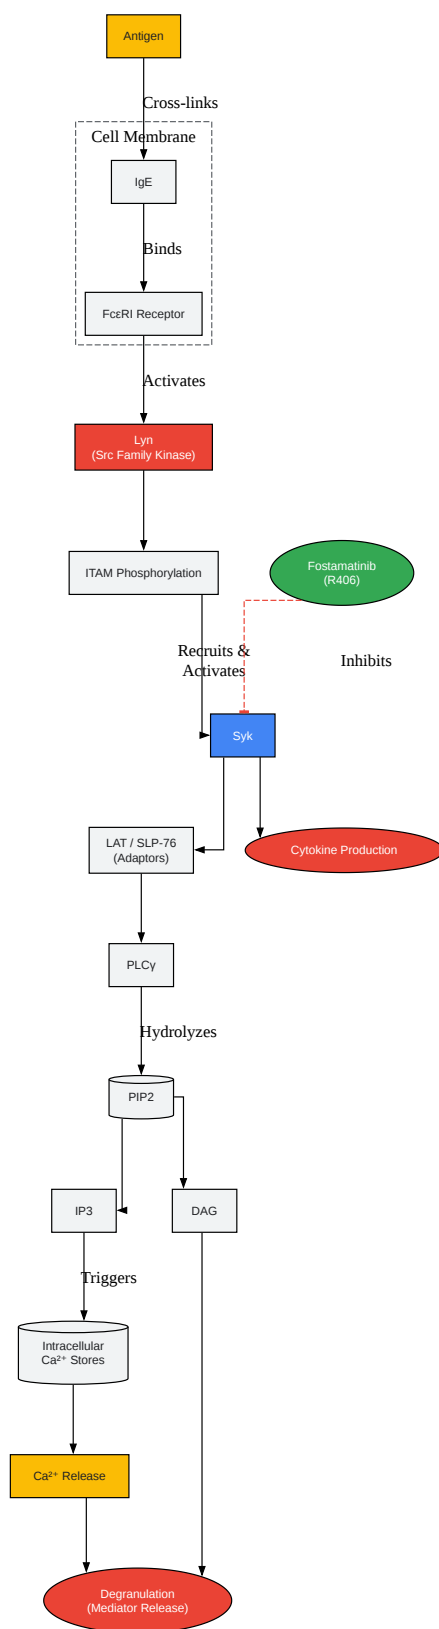 Antigen
Cross-links
Cell Membrane
IgE
Binds
FcεRI Receptor
Activates
Lyn
(Src Family Kinase)
ITAM Phosphorylation
Fostamatinib
(R406)
Recruits &
Activates
Inhibits
Syk
LAT / SLP-76
(Adaptors)
Cytokine Production
PLCγ
Hydrolyzes
PIP2
IP3
DAG
Triggers
Intracellular
Ca²⁺ Stores
Ca²⁺ Release
Degranulation
(Mediator Release)